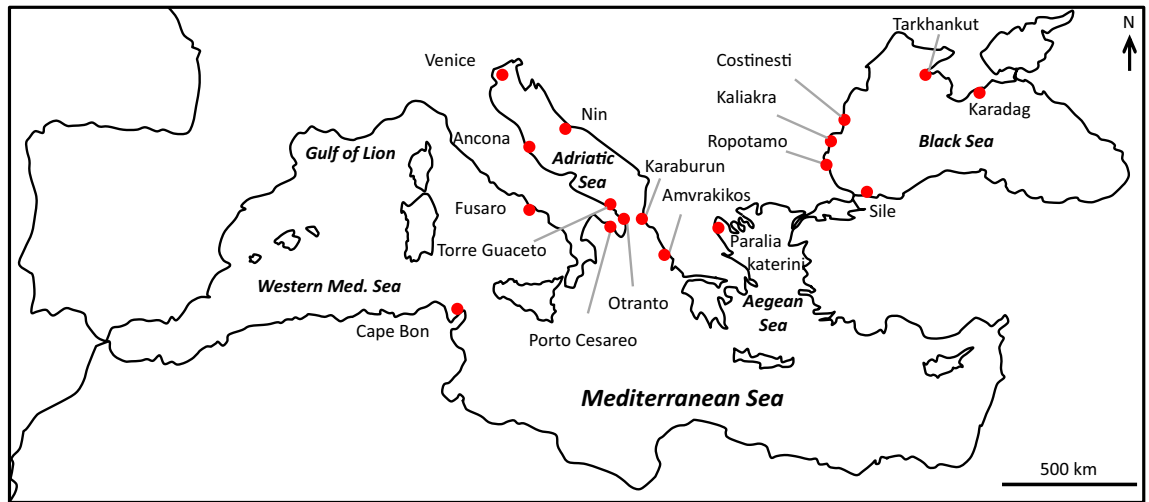 Tarkhankut
N
Venice
Costinesti
Kaliakra
Karadag
Nin
Ancona
Ropotamo
Black Sea
Gulf of Lion
Adriatic
Sea
Karaburun
Amvrakikos
Fusaro
Sile
Torre Guaceto
Paralia
katerini
Western Med. Sea
Otranto
Aegean
Sea
Cape Bon
Porto Cesareo
Mediterranean Sea
500 km